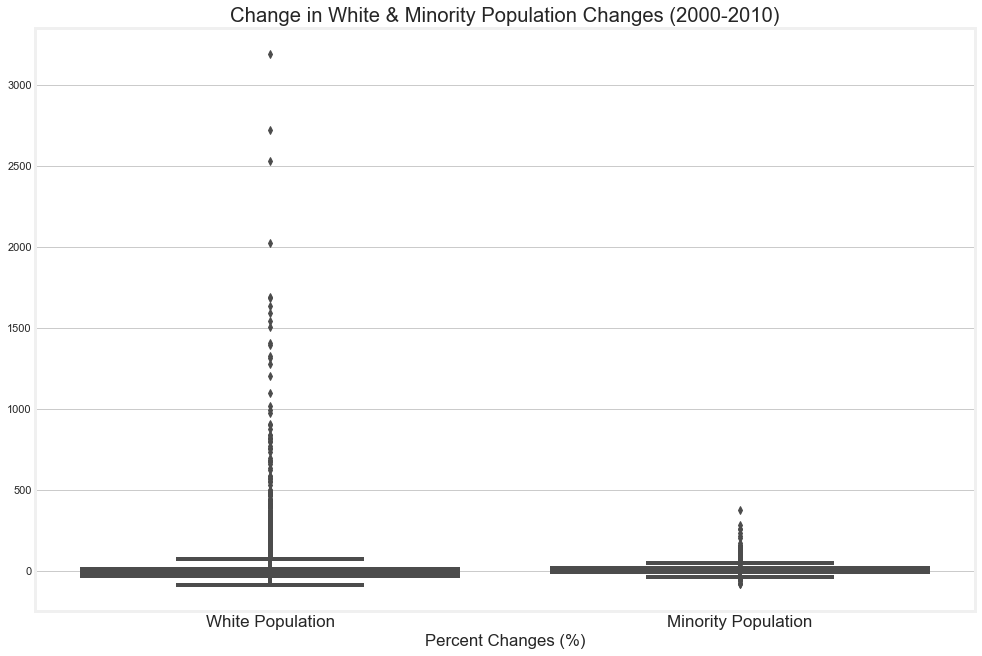 Change in White & Minority Population Changes (2000-2010)
3000
2500
2000
1500
1000
500
0
White Population Minority Population
Percent Changes (%)